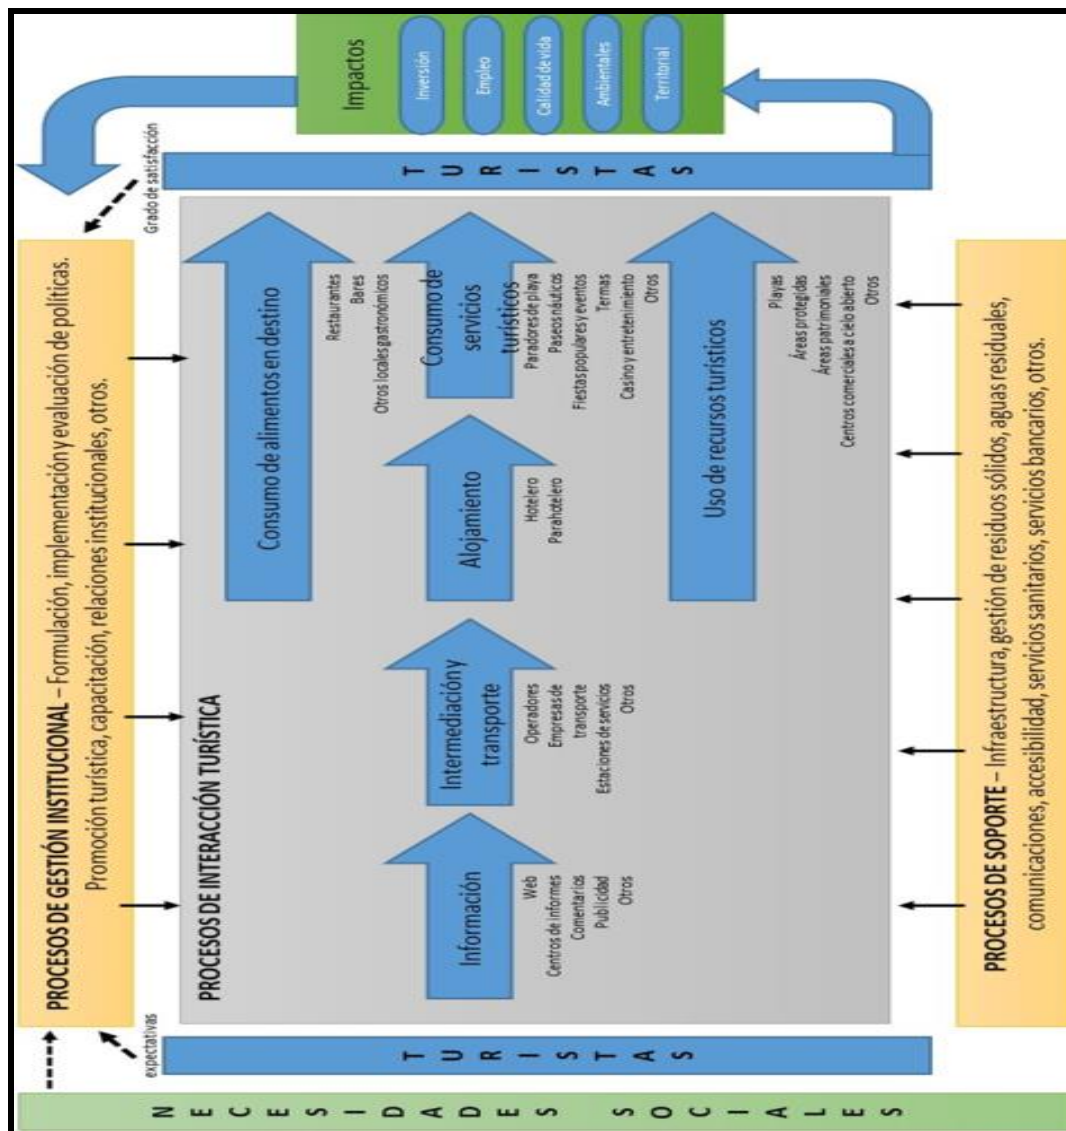 NECESIDADES SOCIALES
expectativas
TURISTAS
PROCESOS DE GESTIÓN INSTITUCIONAL – Formulación, implementación y evaluación de políticas.
Promoción turística, capacitación, relaciones institucionales, otros.
PROCESOS DE INTERACCIÓN TURÍSTICA
Información
Web
Centros de informes
Comentarios
Publicidad
Otros
Intermediación y
transporte
Operadores
Empresas de
transporte
Estaciones de servicios
Otros
Alojamiento
Hotelero
Parahotelero
Consumo de alimentos en destino
Restaurantes
Bares
Otros locales gastronómicos
Consumo de
servicios
turísticos
Paradores de playa
Paseos náuticos
Fiestas populares y eventos
Termas
Casino y entretenimiento
Otros
Uso de recursos turísticos
Playas
Áreas protegidas
Áreas patrimoniales
Centros comerciales a cielo abierto
Otros
PROCESOS DE SOPORTE – Infraestructura, gestión de residuos sólidos, aguas residuales,
comunicaciones, accesibilidad, servicios sanitarios, servicios bancarios, otros.
Grado de satisfacción
TURISTAS
Impactos
Inversión
Empleo
Calidad de vida
Ambientales
Territorial